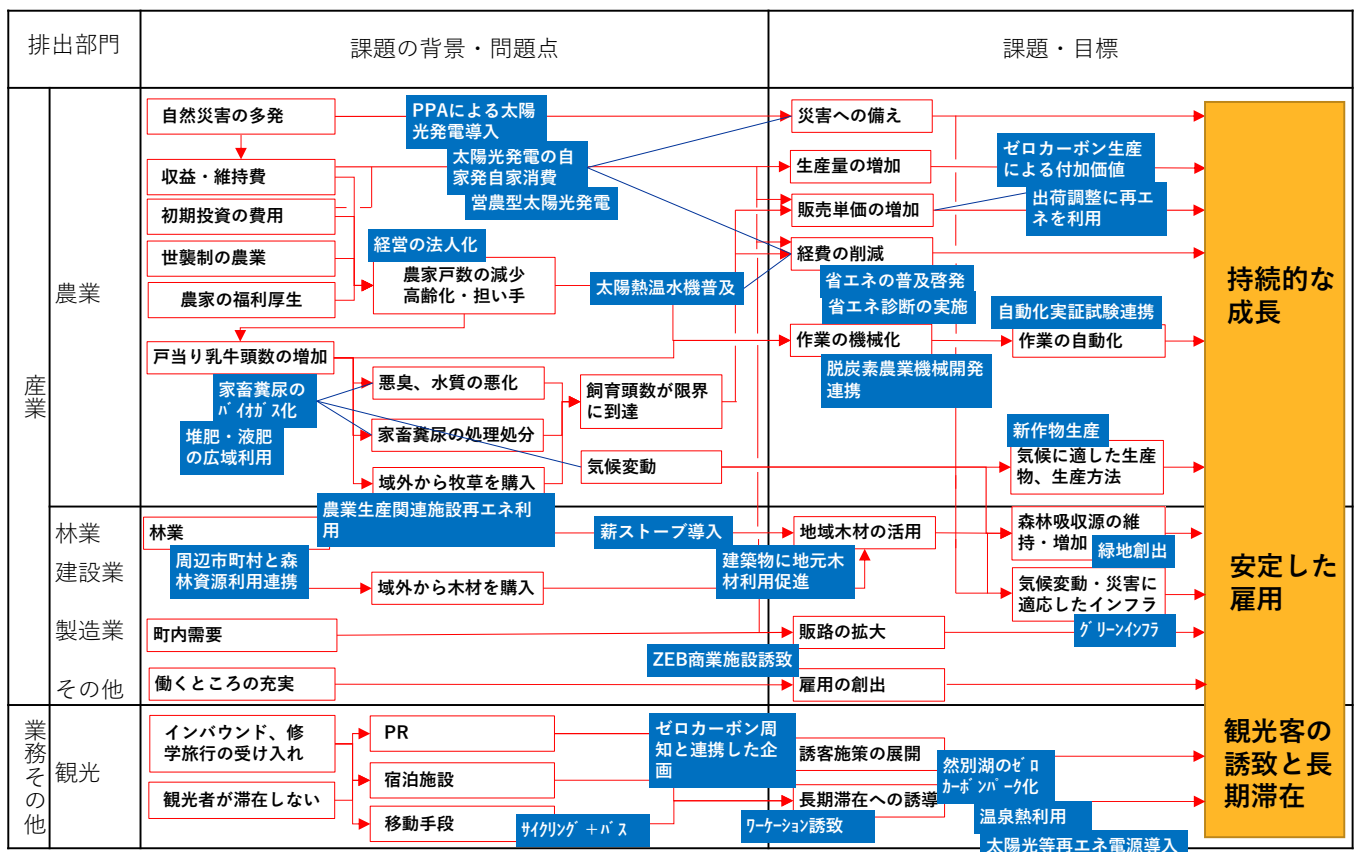 排出部門
課題の背景・問題点
課題・目標
産業
農業
自然災害の多発
PPAによる太陽
光発電導入
災害への備え
収益・維持費
太陽光発電の自
家発自家消費
生産量の増加
ゼロカーボン生産
による付加価値
初期投資の費用
営農型太陽光発電
販売単価の増加
出荷調整に再エ
ネを利用
世襲制の農業
経営の法人化
経費の削減
農家の福利厚生
農家戸数の減少
高齢化・担い手
太陽熱温水機普及
省エネの普及啓発
省エネ診断の実施
持続的な
成長
戸当り乳牛頭数の増加
作業の機械化
自動化実証試験連携
作業の自動化
家畜糞尿の
バイオガス化
悪臭、水質の悪化
飼育頭数が限界
に到達
脱炭素農業機械開発
連携
堆肥・液肥
の広域利用
家畜糞尿の処理処分
新作物生産
域外から牧草を購入
気候変動
気候に適した生産
物、生産方法
農業生産関連施設再エネ利
用
林業
林業
薪ストーブ導入
地域木材の活用
森林吸収源の維
持・増加
緑地創出
建設業
周辺市町村と森
林資源利用連携
域外から木材を購入
建築物に地元木
材利用促進
気候変動・災害に
適応したインフラ
安定した
雇用
製造業
町内需要
販路の拡大
グリーンインフラ
ZEB商業施設誘致
その他
働くところの充実
雇用の創出
業務その他
観光
インバウンド、修
学旅行の受け入れ
PR
ゼロカーボン周
知と連携した企
画
誘客施策の展開
然別湖のゼロ
カーボンパーク化
観光客の
誘致と長
期滞在
宿泊施設
観光者が滞在しない
長期滞在への誘導
移動手段
サイクリング+バス
ワーケーション誘致
温泉熱利用
太陽光等再エネ電源導入